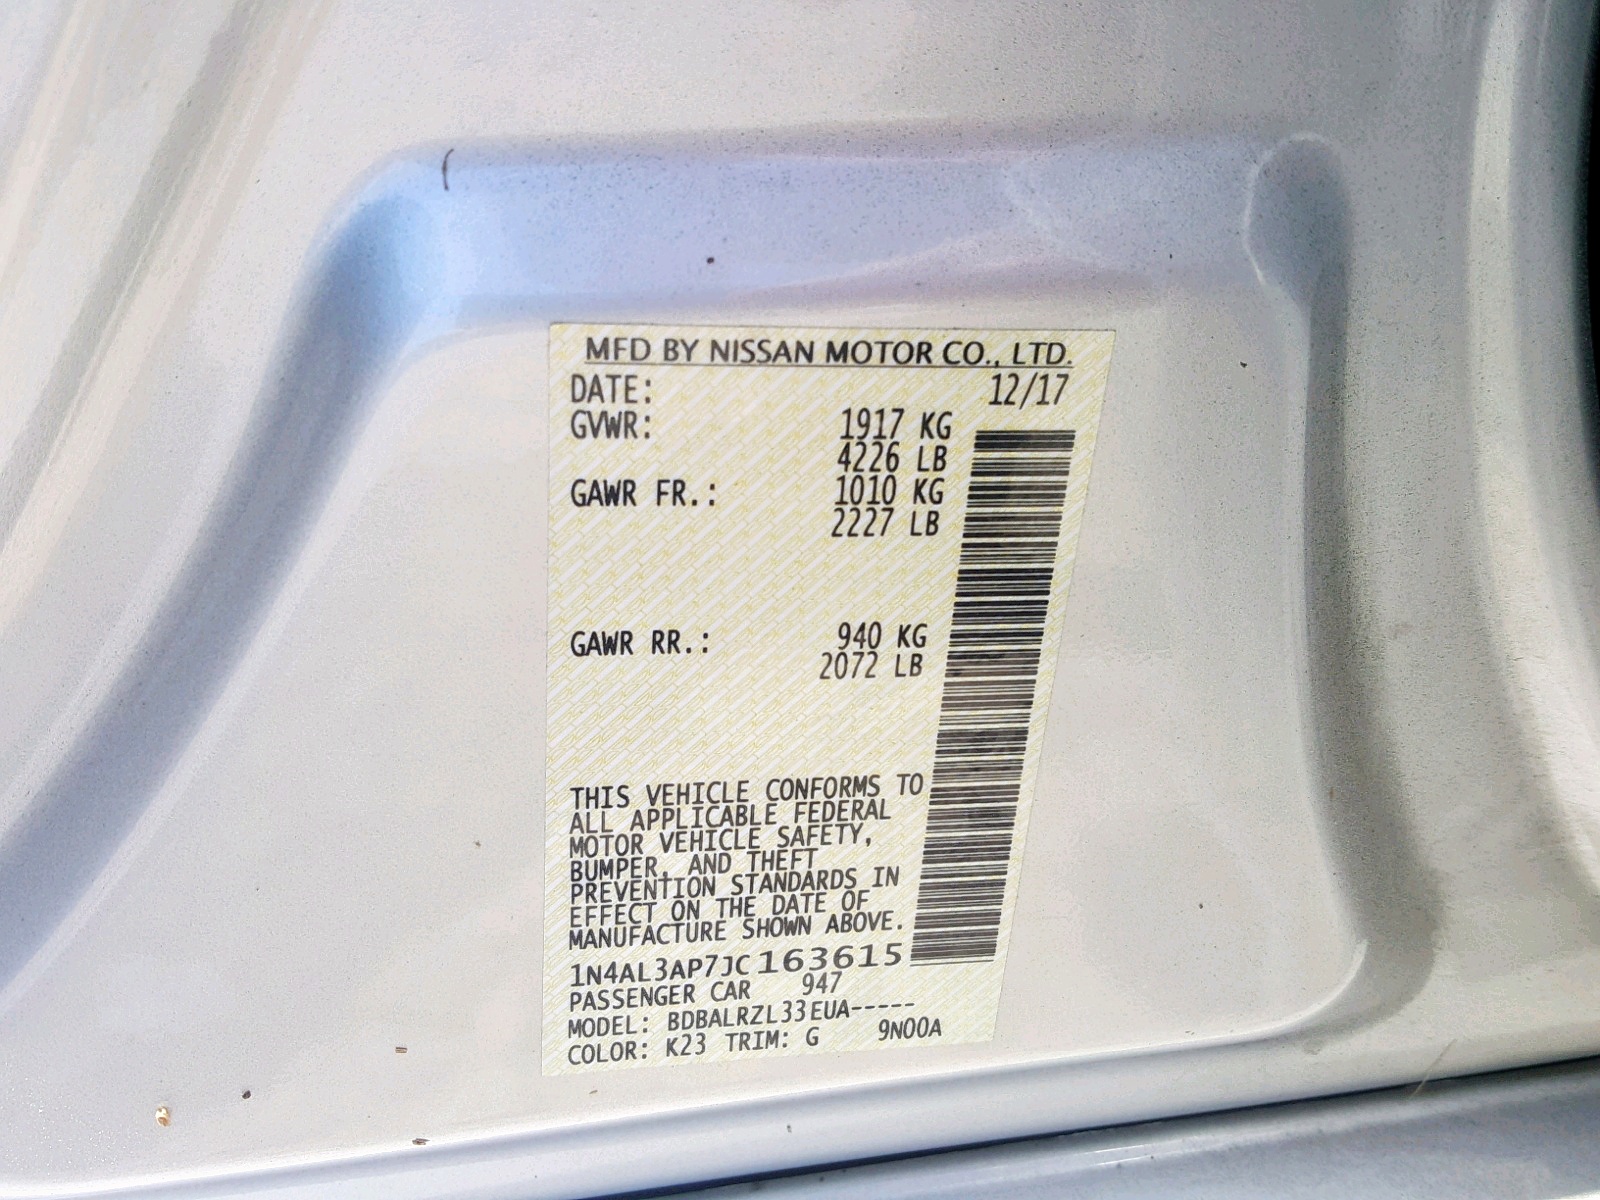 MFD BY NISSAN MOTOR CO., LTD.
DATE: 12/17
GVWR: 1917 KG
4226 LB
GAWR FR.: 1010 KG
2227 LB
GAWR RR.: 940 KG
2072 LB
THIS VEHICLE CONFORMS TO
ALL APPLICABLE FEDERAL
MOTOR VEHICLE SAFETY,
BUMPER, AND THEFT
PREVENTION STANDARDS IN
EFFECT ON THE DATE OF
MANUFACTURE SHOWN ABOVE.
1N4AL3AP7JC163615
PASSENGER CAR 947
MODEL: BDBALRZL33EUA-----
COLOR: K23 TRIM: G 9N00A